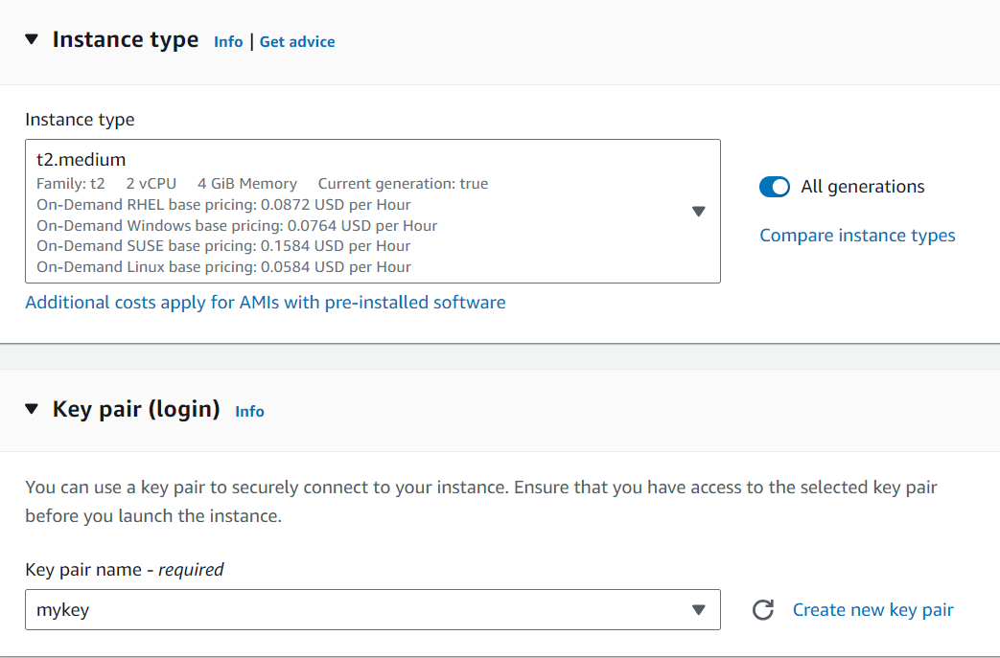 Instance type Info | Get advice
Instance type
t2.medium
Family: t2 2 vCPU 4 GiB Memory Current generation: true
On-Demand RHEL base pricing: 0.0872 USD per Hour
On-Demand Windows base pricing: 0.0764 USD per Hour
On-Demand SUSE base pricing: 0.1584 USD per Hour
On-Demand Linux base pricing: 0.0584 USD per Hour
All generations
Compare instance types
Additional costs apply for AMIs with pre-installed software
Key pair (login) Info
You can use a key pair to securely connect to your instance. Ensure that you have access to the selected key pair
before you launch the instance.
Key pair name - required
mykey
Create new key pair